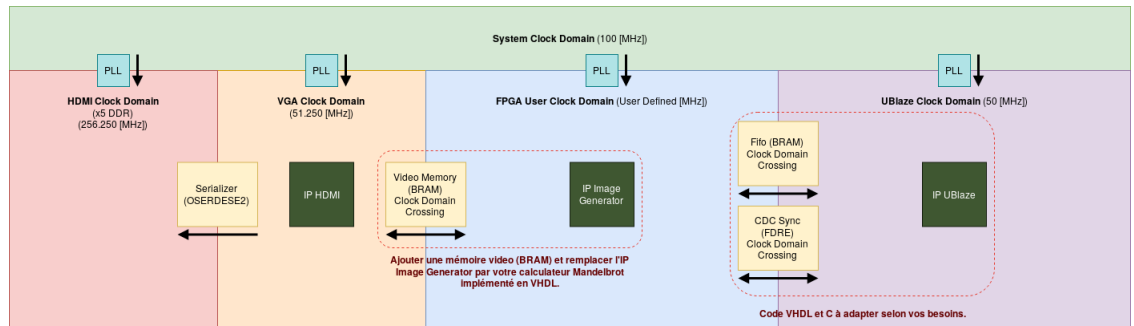 System Clock Domain (100 [MHz])
PLL
PLL
PLL
PLL
HDMI Clock Domain
(x5 DDR)
(256.250 [MHz])
VGA Clock Domain
(51.250 [MHz])
FPGA User Clock Domain (User Defined [MHz])
UBlaze Clock Domain (50 [MHz])
Serializer
(OSERDESE2)
IP HDMI
Video Memory
(BRAM)
Clock Domain
Crossing
IP Image
Generator
Fifo (BRAM)
Clock Domain
Crossing
CDC Sync
(FDRE)
Clock Domain
Crossing
IP UBlaze
Ajouter une mémoire video (BRAM) et remplacer l'IP
Image Generator par votre calculateur Mandelbrot
implémenté en VHDL.
Code VHDL et C à adapter selon vos besoins.